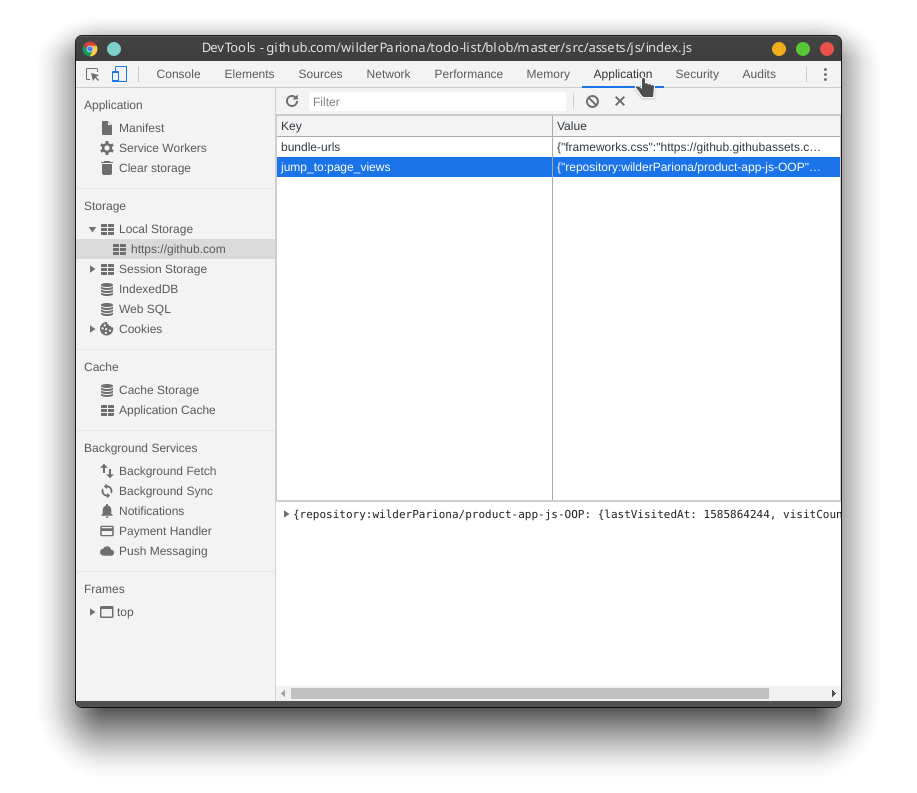 DevTools - github.com/wilderPariona/todo-list/blob/master/src/assets/js/index.js
Console Elements Sources Network Performance Memory Application Security Audits
Application
Manifest
Service Workers
Clear storage
Storage
Local Storage
https://github.com
Session Storage
IndexedDB
Web SQL
Cookies
Cache
Cache Storage
Application Cache
Background Services
Background Fetch
Background Sync
Notifications
Payment Handler
Push Messaging
Frames
top
Filter
Key Value
bundle-urls {"frameworks.css":"https://github.githubassets.c…
jump_to:page_views {"repository:wilderPariona/product-app-js-OOP"…
{repository:wilderPariona/product-app-js-OOP: {lastVisitedAt: 1585864244, visitCoun